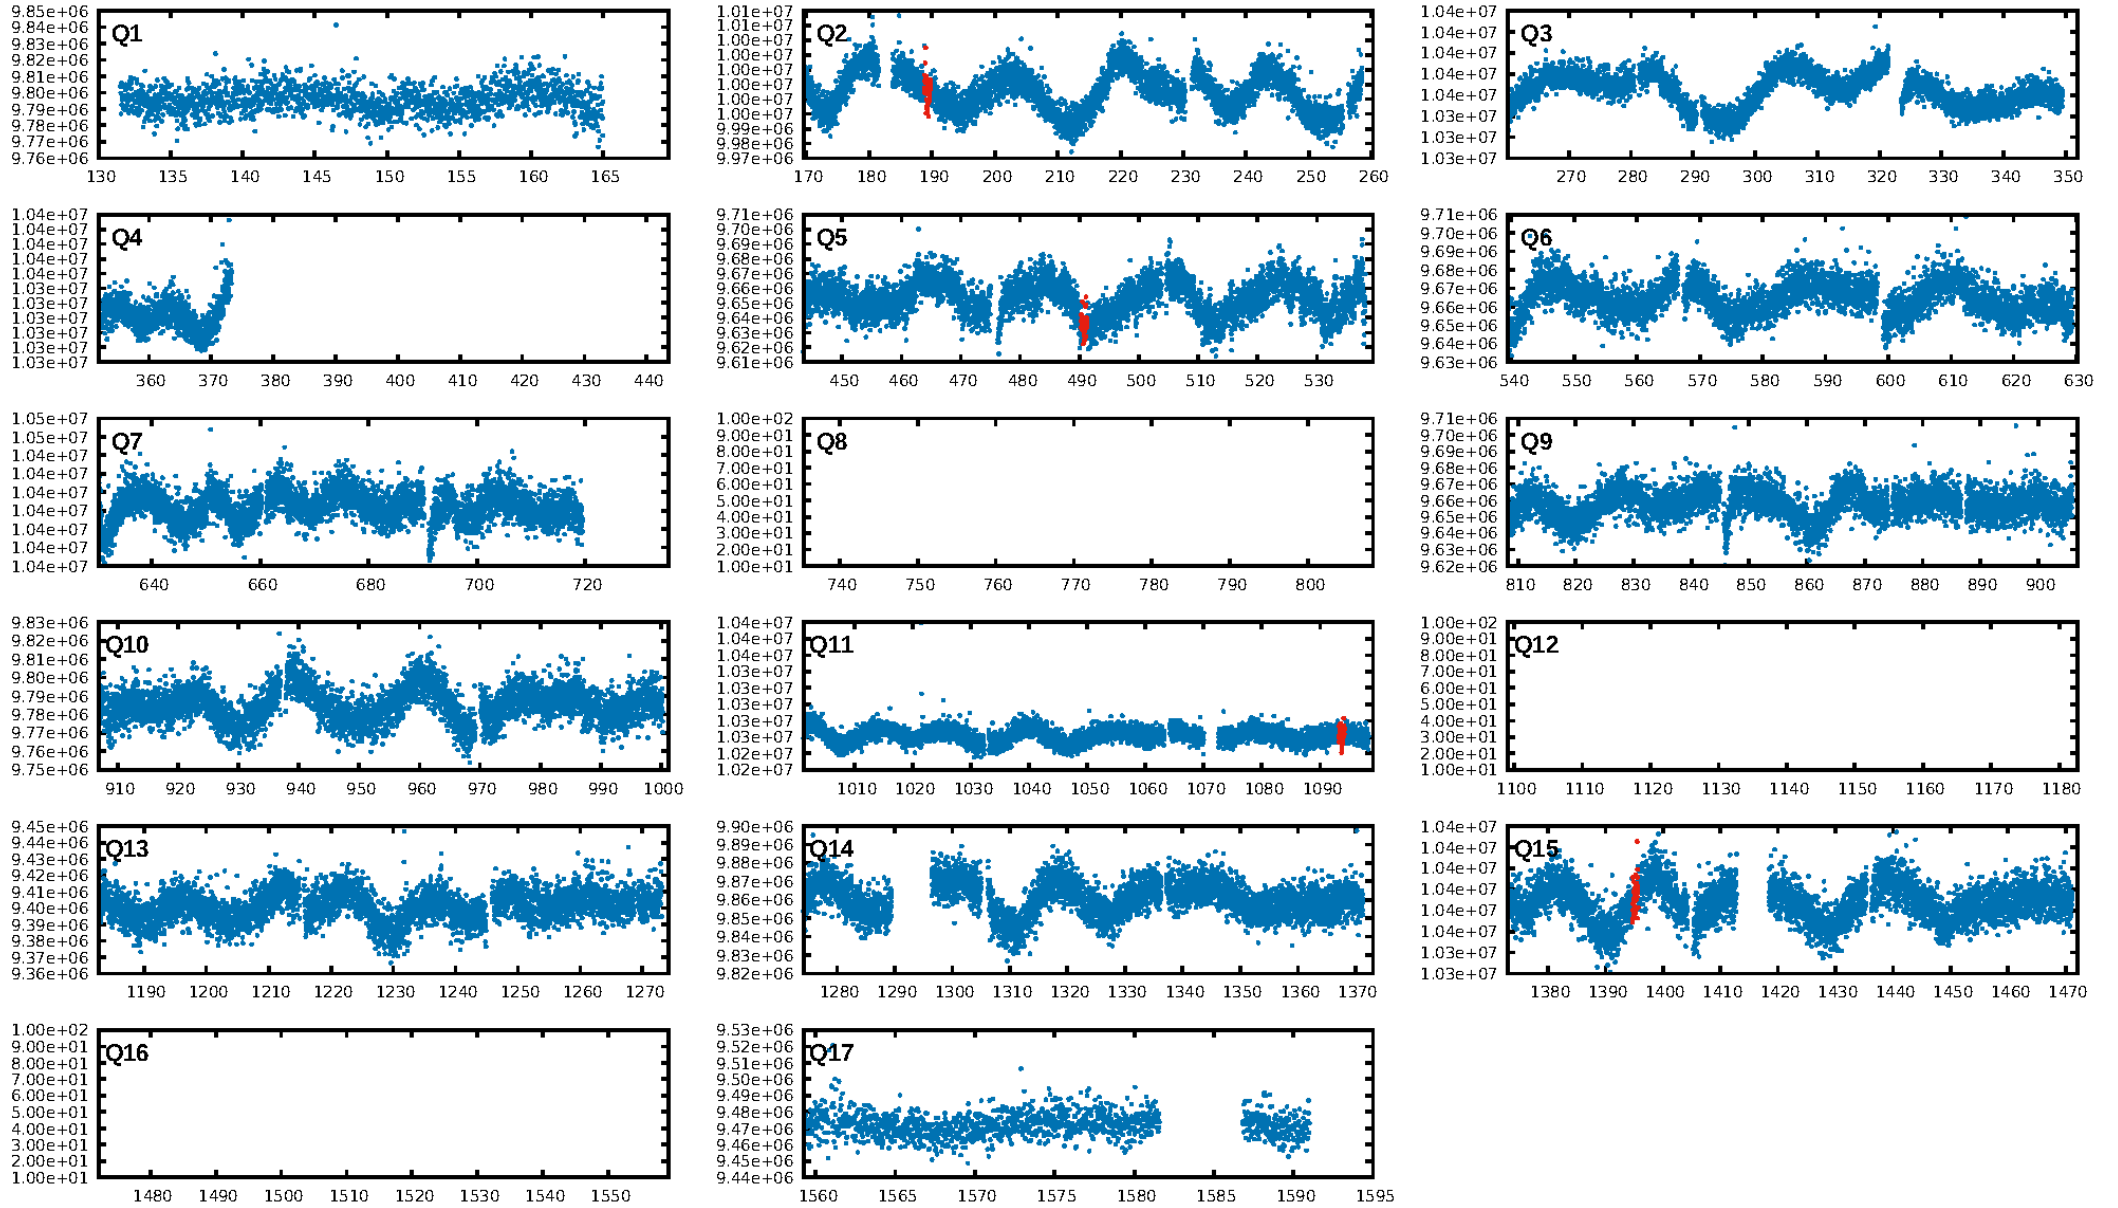 Q1
9.85e+06
9.84e+06
9.83e+06
9.82e+06
9.81e+06
9.80e+06
9.79e+06
9.78e+06
9.77e+06
9.76e+06
130 135 140 145 150 155 160 165
Q2
1.01e+07
1.01e+07
1.00e+07
1.00e+07
1.00e+07
1.00e+07
1.00e+07
1.00e+07
9.99e+06
9.98e+06
9.97e+06
170 180 190 200 210 220 230 240 250 260
Q3
1.04e+07
1.04e+07
1.04e+07
1.04e+07
1.04e+07
1.04e+07
1.03e+07
1.03e+07
270 280 290 300 310 320 330 340 350
Q4
1.04e+07
1.04e+07
1.04e+07
1.04e+07
1.04e+07
1.03e+07
1.03e+07
1.03e+07
1.03e+07
1.03e+07
360 370 380 390 400 410 420 430 440
Q5
9.71e+06
9.70e+06
9.69e+06
9.68e+06
9.67e+06
9.66e+06
9.65e+06
9.64e+06
9.63e+06
9.62e+06
9.61e+06
450 460 470 480 490 500 510 520 530
Q6
9.71e+06
9.70e+06
9.69e+06
9.68e+06
9.67e+06
9.66e+06
9.65e+06
9.64e+06
9.63e+06
540 550 560 570 580 590 600 610 620 630
Q7
1.05e+07
1.05e+07
1.04e+07
1.04e+07
1.04e+07
1.04e+07
1.04e+07
1.04e+07
1.04e+07
640 660 680 700 720
Q8
1.00e+02
9.00e+01
8.00e+01
7.00e+01
6.00e+01
5.00e+01
4.00e+01
3.00e+01
2.00e+01
1.00e+01
740 750 760 770 780 790 800
Q9
9.71e+06
9.70e+06
9.69e+06
9.68e+06
9.67e+06
9.66e+06
9.65e+06
9.64e+06
9.63e+06
9.62e+06
810 820 830 840 850 860 870 880 890 900
Q10
9.83e+06
9.82e+06
9.81e+06
9.80e+06
9.79e+06
9.78e+06
9.77e+06
9.76e+06
9.75e+06
910 920 930 940 950 960 970 980 990 1000
Q11
1.04e+07
1.04e+07
1.04e+07
1.03e+07
1.03e+07
1.03e+07
1.03e+07
1.03e+07
1.02e+07
1.02e+07
1010 1020 1030 1040 1050 1060 1070 1080 1090
Q12
1.00e+02
9.00e+01
8.00e+01
7.00e+01
6.00e+01
5.00e+01
4.00e+01
3.00e+01
2.00e+01
1.00e+01
1100 1110 1120 1130 1140 1150 1160 1170 1180
Q13
9.45e+06
9.44e+06
9.43e+06
9.42e+06
9.41e+06
9.40e+06
9.39e+06
9.38e+06
9.37e+06
9.36e+06
1190 1200 1210 1220 1230 1240 1250 1260 1270
Q14
9.90e+06
9.89e+06
9.88e+06
9.87e+06
9.86e+06
9.85e+06
9.84e+06
9.83e+06
9.82e+06
1280 1290 1300 1310 1320 1330 1340 1350 1360 1370
Q15
1.04e+07
1.04e+07
1.04e+07
1.04e+07
1.04e+07
1.04e+07
1.03e+07
1.03e+07
1380 1390 1400 1410 1420 1430 1440 1450 1460 1470
Q16
1.00e+02
9.00e+01
8.00e+01
7.00e+01
6.00e+01
5.00e+01
4.00e+01
3.00e+01
2.00e+01
1.00e+01
1480 1490 1500 1510 1520 1530 1540 1550
Q17
9.53e+06
9.52e+06
9.51e+06
9.50e+06
9.49e+06
9.48e+06
9.47e+06
9.46e+06
9.45e+06
9.44e+06
1560 1565 1570 1575 1580 1585 1590 1595